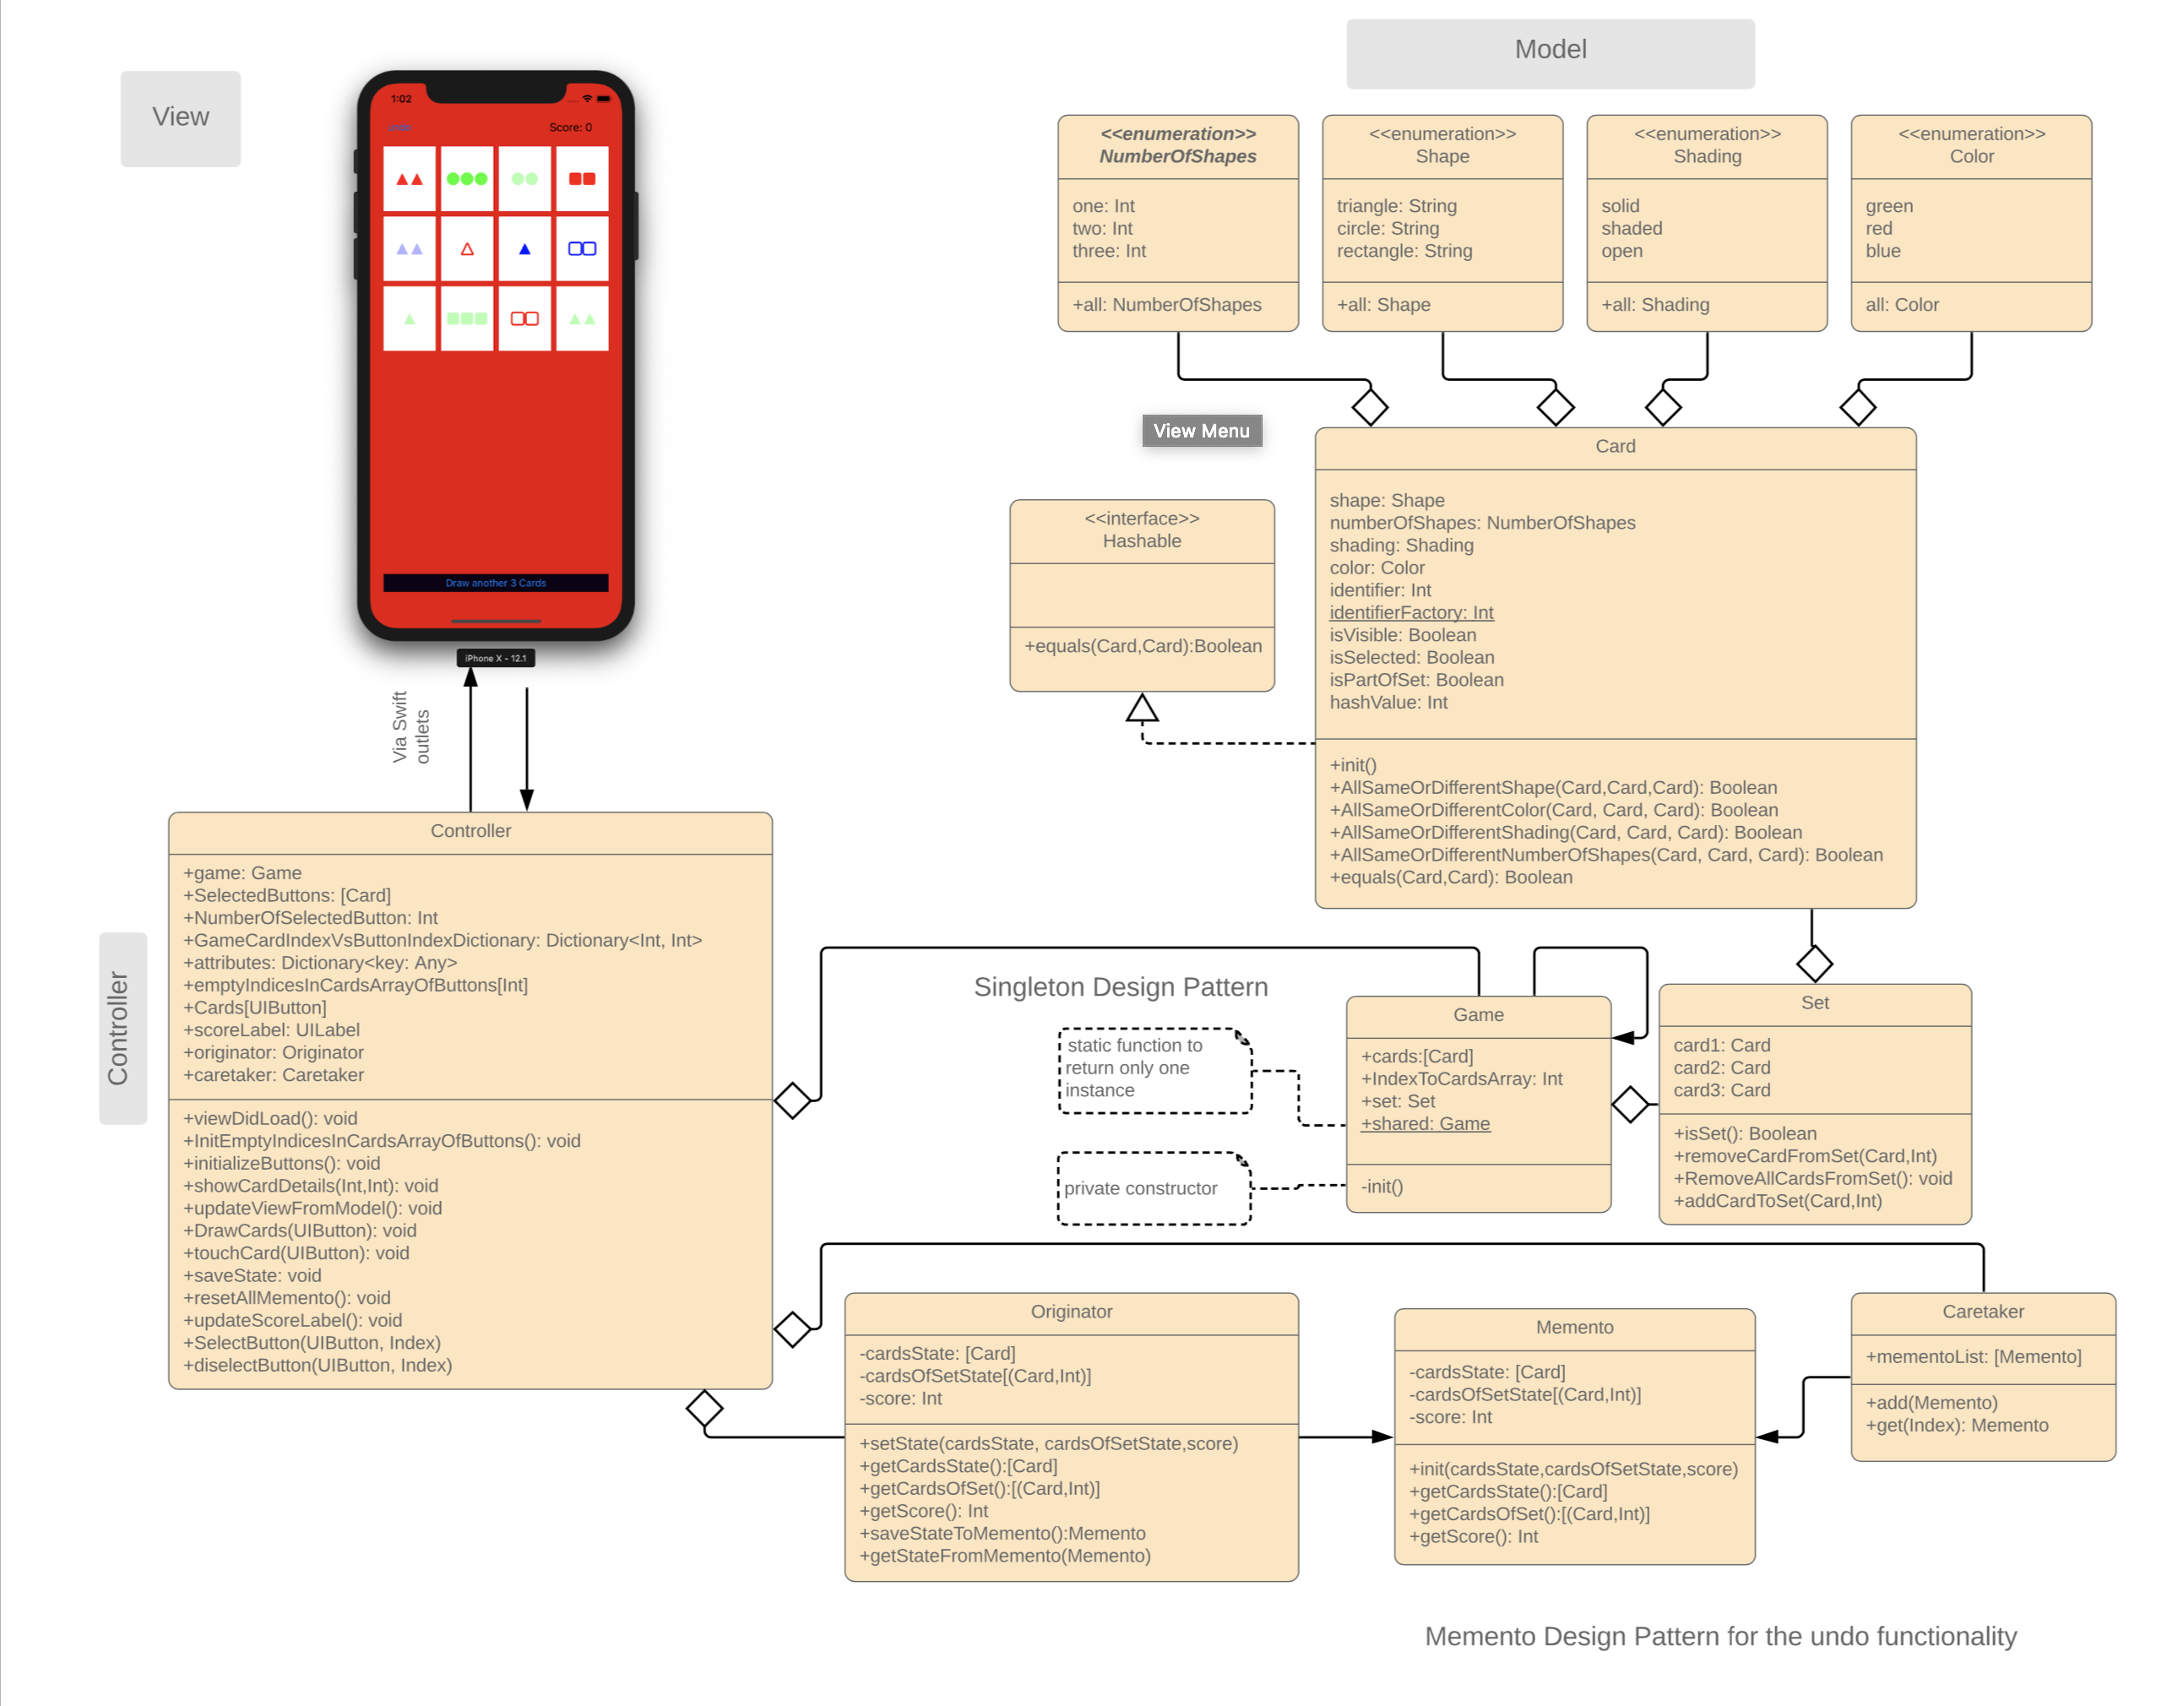 View
1:02
Score: 0
Draw another 3 Cards
iPhone X - 12.1
Via Swift
outlets
Model
<<enumeration>>
NumberOfShapes
one: Int
two: Int
three: Int
+all: NumberOfShapes
<<enumeration>>
Shape
triangle: String
circle: String
rectangle: String
+all: Shape
<<enumeration>>
Shading
solid
shaded
open
+all: Shading
<<enumeration>>
Color
green
red
blue
all: Color
View Menu
<<interface>>
Hashable
+equals(Card,Card):Boolean
Card
shape: Shape
numberOfShapes: NumberOfShapes
shading: Shading
color: Color
identifier: Int
identifierFactory: Int
isVisible: Boolean
isSelected: Boolean
isPartOfSet: Boolean
hashValue: Int
+init()
+AllSameOrDifferentShape(Card,Card,Card): Boolean
+AllSameOrDifferentColor(Card, Card, Card): Boolean
+AllSameOrDifferentShading(Card, Card, Card): Boolean
+AllSameOrDifferentNumberOfShapes(Card, Card, Card): Boolean
+equals(Card,Card): Boolean
Controller
Controller
+game: Game
+SelectedButtons: [Card]
+NumberOfSelectedButton: Int
+GameCardIndexVsButtonIndexDictionary: Dictionary<Int, Int>
+attributes: Dictionary<key: Any>
+emptyIndicesInCardsArrayOfButtons[Int]
+Cards[UIButton]
+scoreLabel: UILabel
+originator: Originator
+caretaker: Caretaker
+viewDidLoad(): void
+InitEmptyIndicesInCardsArrayOfButtons(): void
+initializeButtons(): void
+showCardDetails(Int,Int): void
+updateViewFromModel(): void
+DrawCards(UIButton): void
+touchCard(UIButton): void
+saveState: void
+resetAllMemento(): void
+updateScoreLabel(): void
+SelectButton(UIButton, Index)
+diselectButton(UIButton, Index)
Singleton Design Pattern
static function to
return only one
instance
private constructor
Game
+cards:[Card]
+IndexToCardsArray: Int
+set: Set
+shared: Game
-init()
Set
card1: Card
card2: Card
card3: Card
+isSet(): Boolean
+removeCardFromSet(Card,Int)
+RemoveAllCardsFromSet(): void
+addCardToSet(Card,Int)
Originator
-cardsState: [Card]
-cardsOfSetState[(Card,Int)]
-score: Int
+setState(cardsState, cardsOfSetState,score)
+getCardsState():[Card]
+getCardsOfSet():[(Card,Int)]
+getScore(): Int
+saveStateToMemento():Memento
+getStateFromMemento(Memento)
Memento
-cardsState: [Card]
-cardsOfSetState[(Card,Int)]
-score: Int
+init(cardsState,cardsOfSetState,score)
+getCardsState():[Card]
+getCardsOfSet():[(Card,Int)]
+getScore(): Int
Caretaker
+mementoList: [Memento]
+add(Memento)
+get(Index): Memento
Memento Design Pattern for the undo functionality